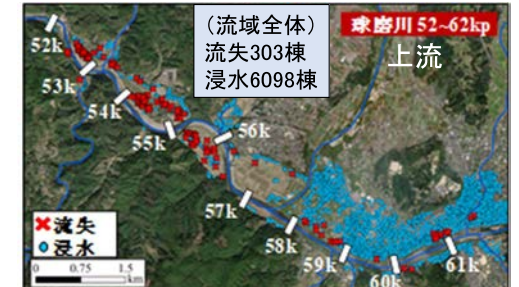 (流域全体)
流失303棟
浸水6098棟
球磨川 52~62kp
上流
52k
53k
54k
55k
56k
57k
58k
59k
60k
61k
流失
浸水
0 0.75 1.5
km